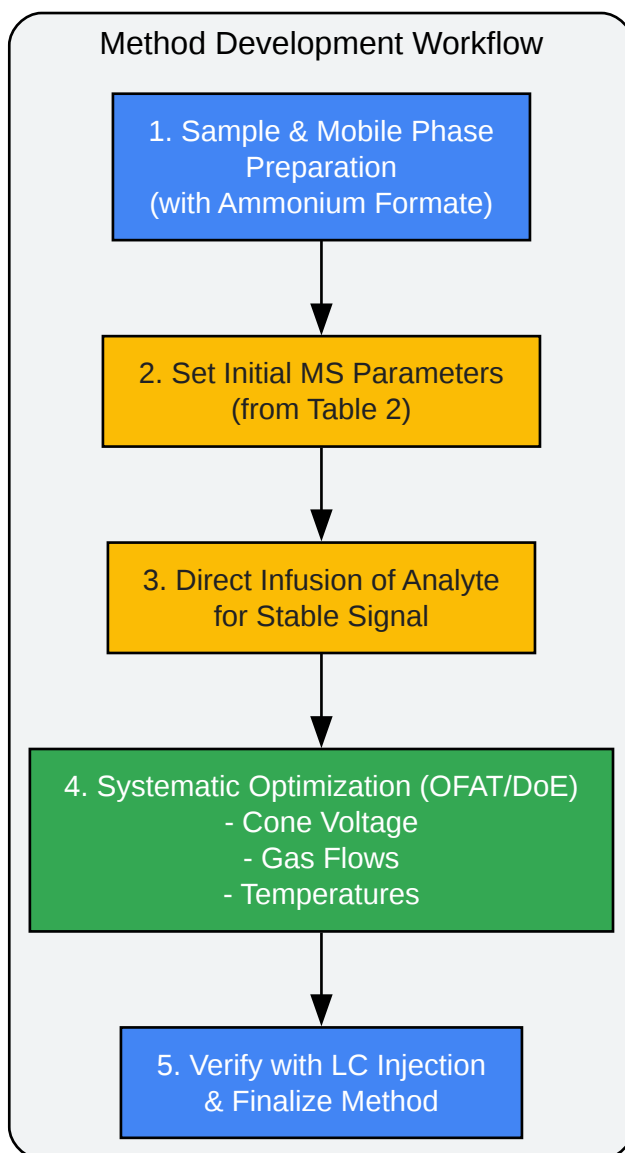 Method Development Workflow
1. Sample & Mobile Phase
Preparation
(with Ammonium Formate)
2. Set Initial MS Parameters
(from Table 2)
3. Direct Infusion of Analyte
for Stable Signal
4. Systematic Optimization (OFAT/DoE)
- Cone Voltage
- Gas Flows
- Temperatures
5. Verify with LC Injection
& Finalize Method